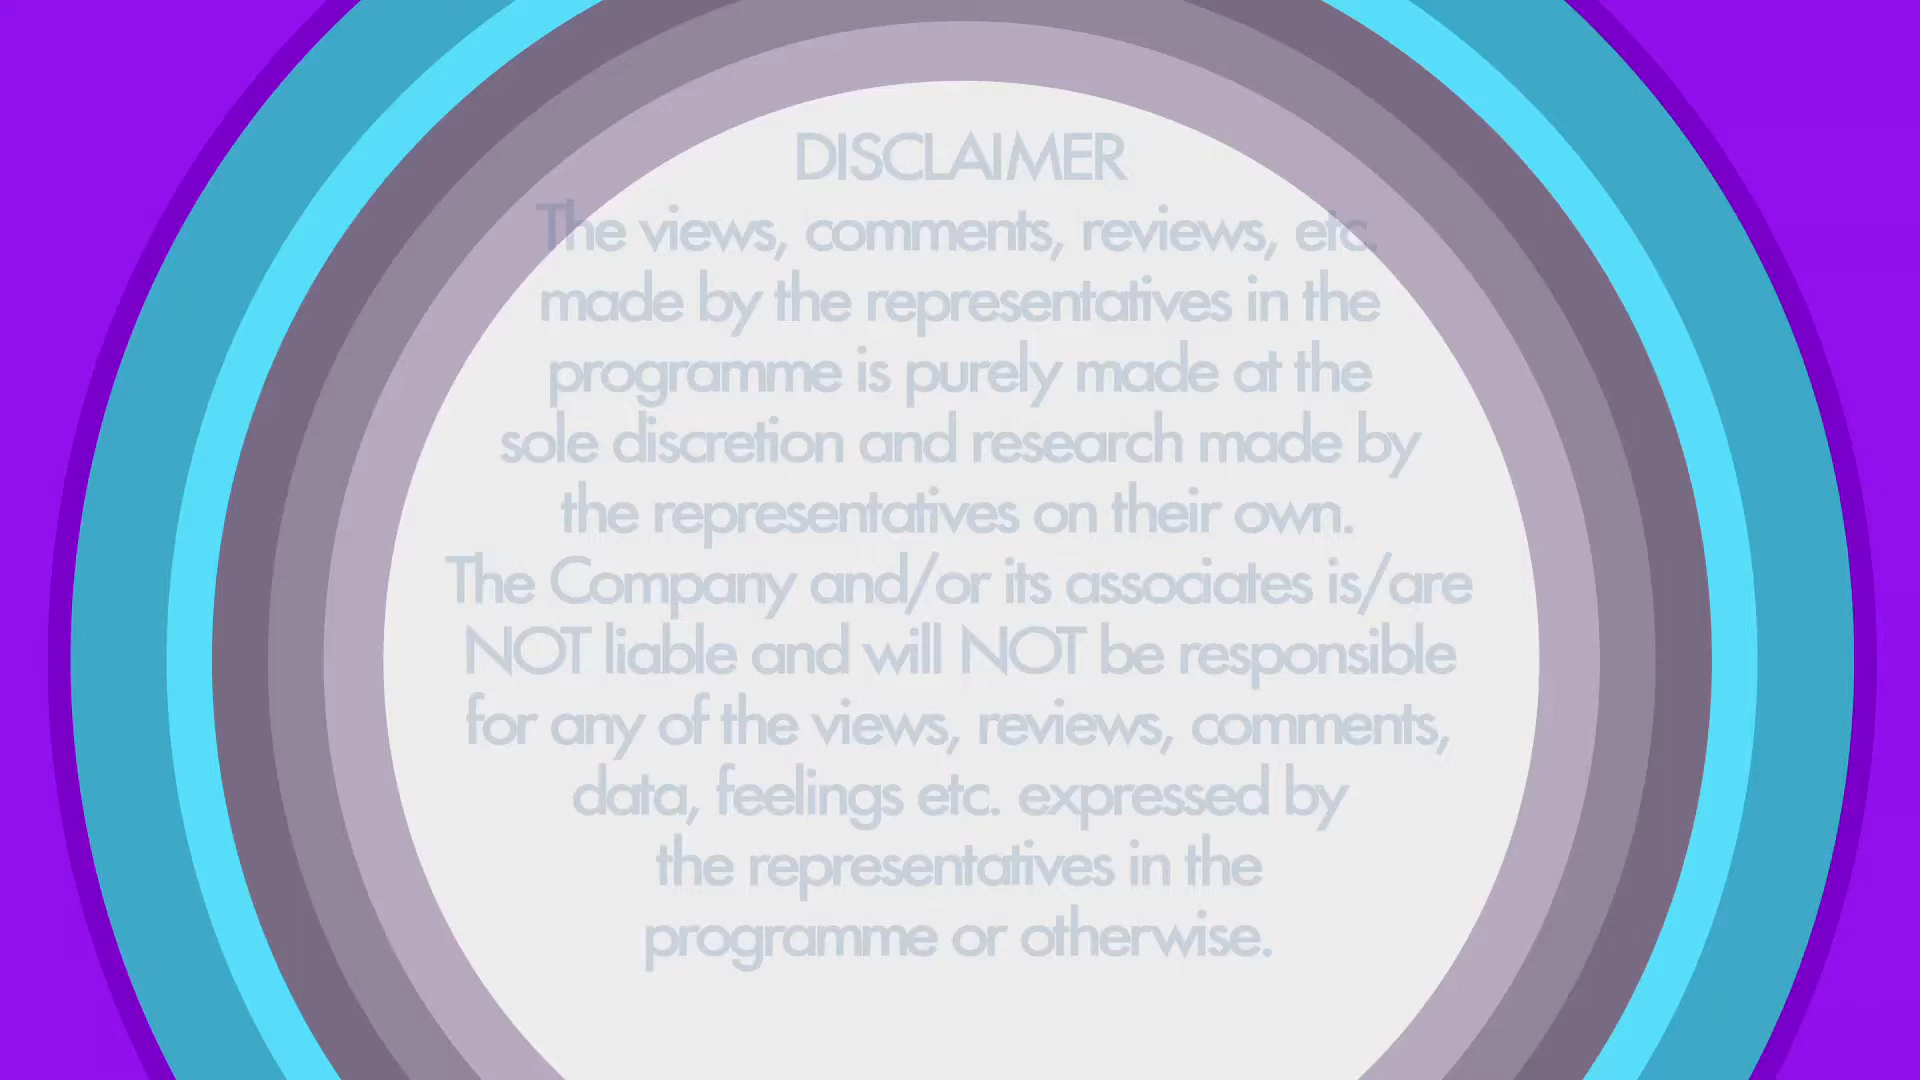 DISCLAIMER
The views, comments, reviews, etc.
made by the representatives in the
programme is purely made at the
sole discretion and research made by
the representatives on their own.
The Company and/or its associates is/are
NOT liable and will NOT be responsible
for any of the views, reviews, comments,
data, feelings etc. expressed by
the representatives in the
programme or otherwise.